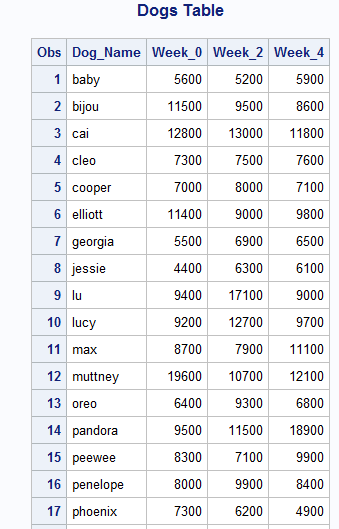 Dogs Table
Obs Dog_Name Week_0 Week_2 Week_4
1 baby 5600 5200 5900
2 bijou 11500 9500 8600
3 cai 12800 13000 11800
4 cleo 7300 7500 7600
5 cooper 7000 8000 7100
6 elliott 11400 9000 9800
7 georgia 5500 6900 6500
8 jessie 4400 6300 6100
9 lu 9400 17100 9000
10 lucy 9200 12700 9700
11 max 8700 7900 11100
12 muttney 19600 10700 12100
13 oreo 6400 9300 6800
14 pandora 9500 11500 18900
15 peewee 8300 7100 9900
16 penelope 8000 9900 8400
17 phoenix 7300 6200 4900